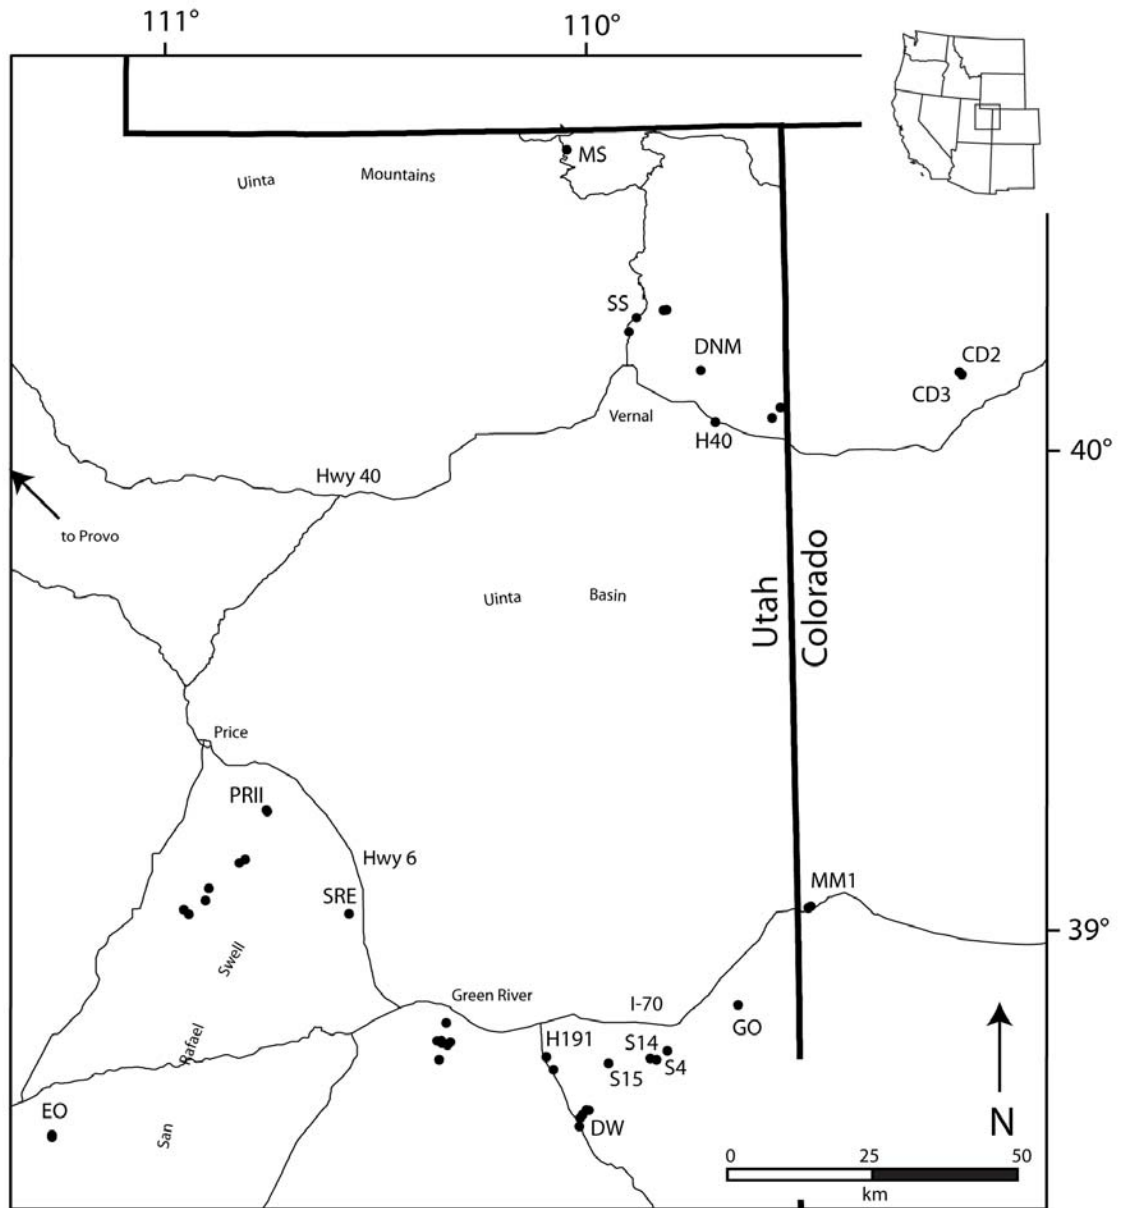 111° 110°
MS
Uinta Mountains
SS
DNM
CD2
CD3
Vernal
H40
40°
Hwy 40
to Provo
Uinta Basin
Utah
Colorado
Price
PRII
Hwy 6
MM1
SRE
39°
Swell
Green River
I-70
GO
H191
S14
S4
S15
Rafael
EO
DW
San
N
0 25 50
km